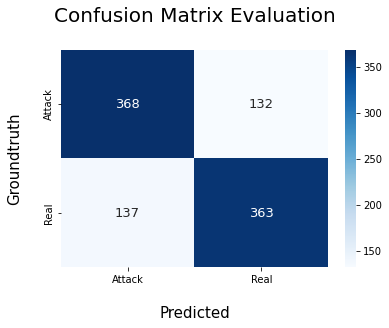 Confusion Matrix Evaluation
Groundtruth
Attack
368
132
Real
137
363
Attack
Real
Predicted
350
300
250
200
150